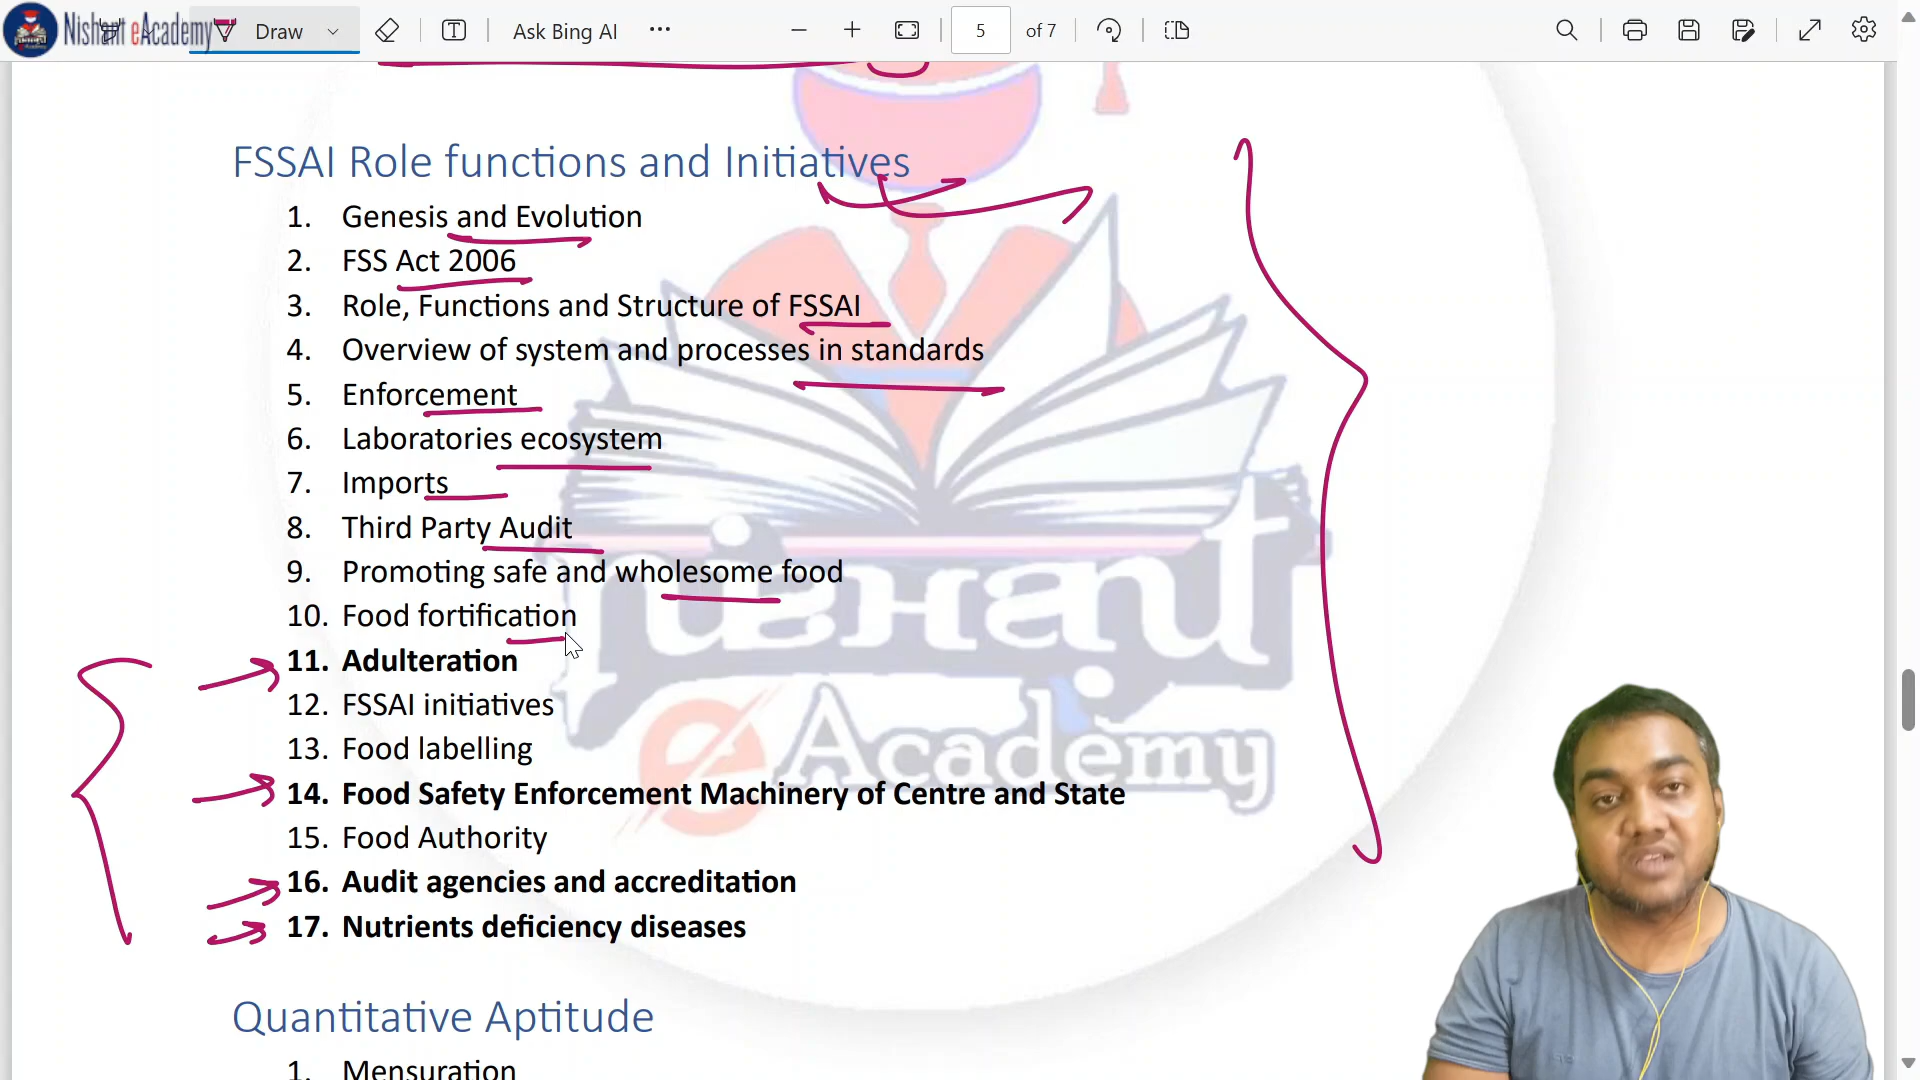 Nishant eAcademy
Draw
Ask Bing AI
5
of 7
FSSAI Role functions and Initiatives
1. Genesis and Evolution
2. FSS Act 2006
3. Role, Functions and Structure of FSSAI
4. Overview of system and processes in standards
5. Enforcement
6. Laboratories ecosystem
7. Imports
8. Third Party Audit
9. Promoting safe and wholesome food
10. Food fortification
11. Adulteration
12. FSSAI initiatives
13. Food labelling
14. Food Safety Enforcement Machinery of Centre and State
15. Food Authority
16. Audit agencies and accreditation
17. Nutrients deficiency diseases
nishant
e Academy
Quantitative Aptitude
1. Mensuration